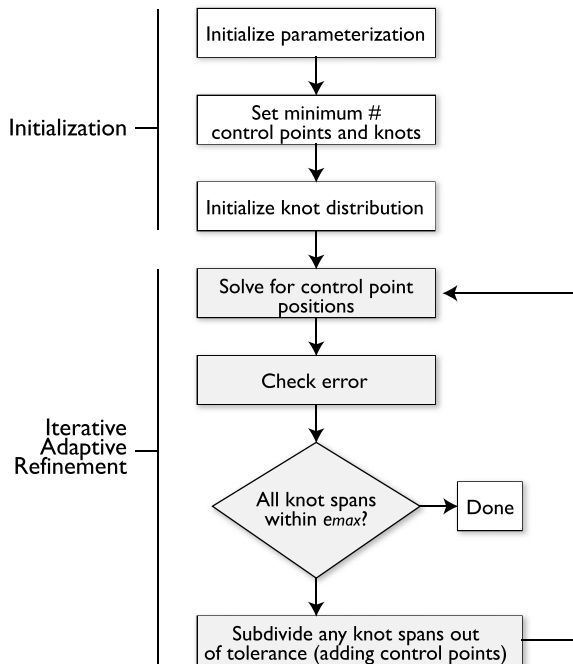 Initialize parameterization
Set minimum #
control points and knots
Initialization
Initialize knot distribution
Solve for control point
positions
Check error
Iterative
Adaptive
Refinement
All knot spans
within emax?
Done
Subdivide any knot spans out
of tolerance (adding control points)